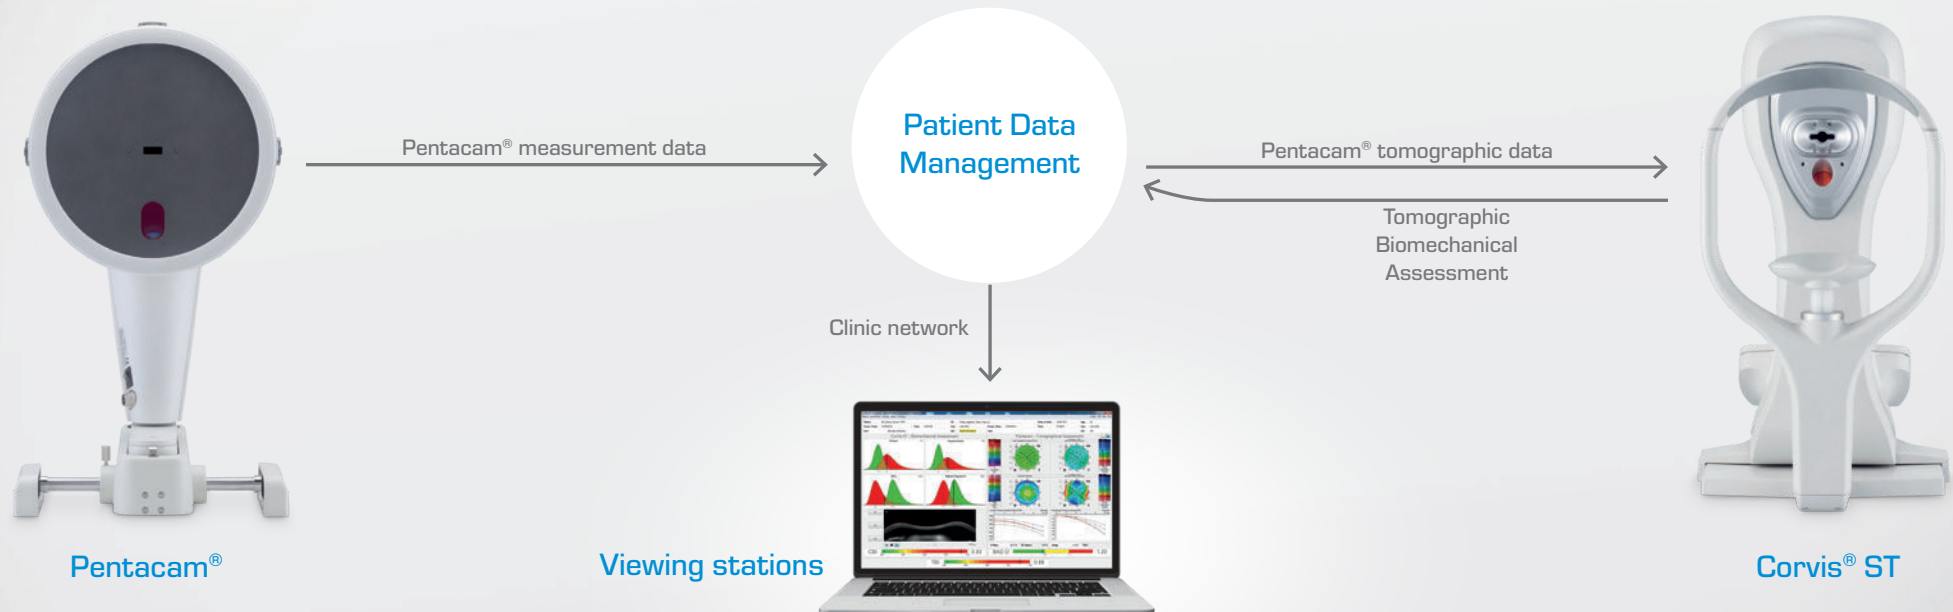 Patient Data
Management
Pentacam® measurement data
Pentacam® tomographic data
Tomographic
Biomechanical
Assessment
Clinic network
Pentacam®
Viewing stations
Corvis® ST